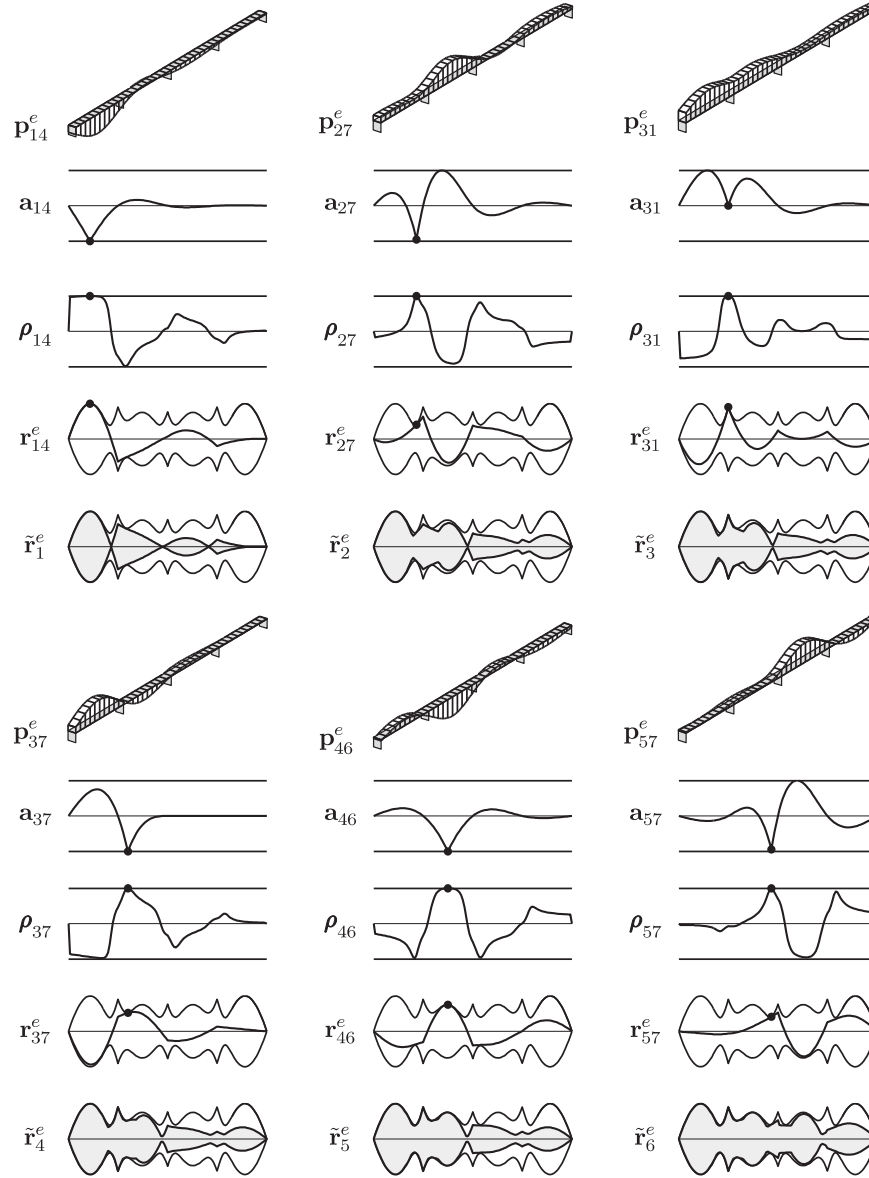 p^e_14 p^e_27 p^e_31
a_14 a_27 a_31
ρ_14 ρ_27 ρ_31
r^e_14 r^e_27 r^e_31
r̃^e_1 r̃^e_2 r̃^e_3
p^e_37 p^e_46 p^e_57
a_37 a_46 a_57
ρ_37 ρ_46 ρ_57
r^e_37 r^e_46 r^e_57
r̃^e_4 r̃^e_5 r̃^e_6